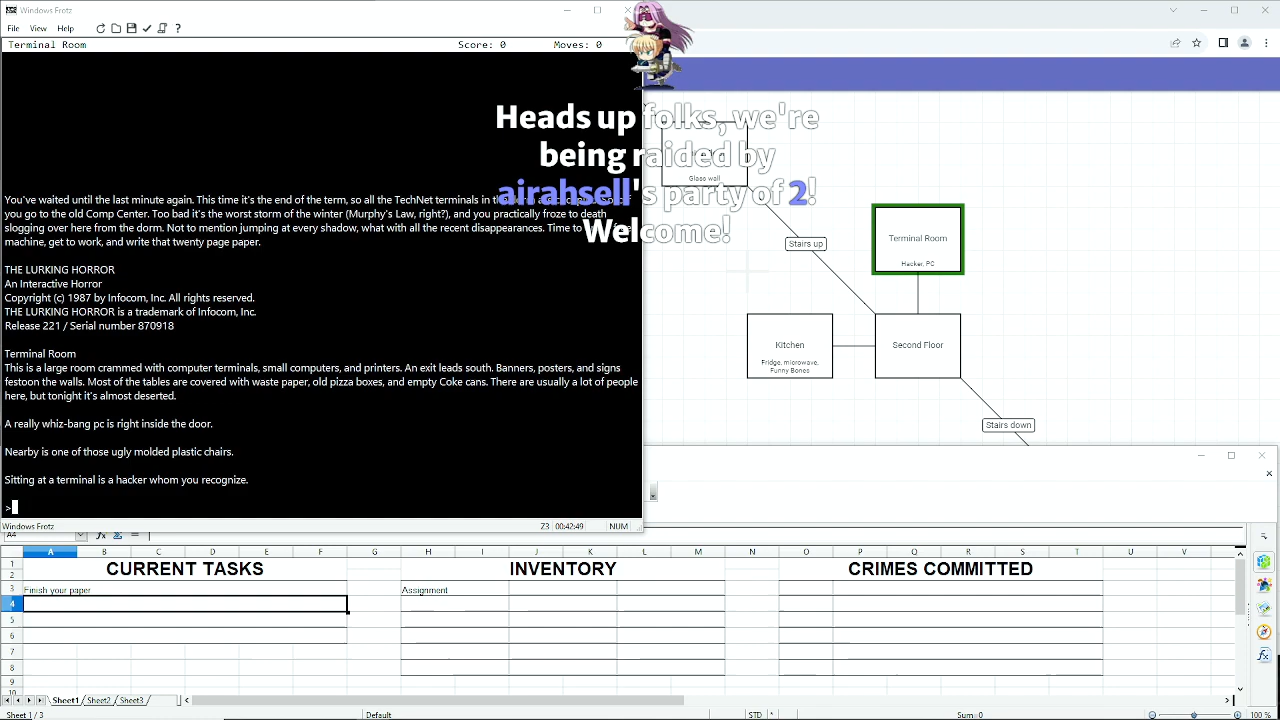 Windows Frotz
File View Help
Terminal Room Score: 0 Moves: 0
Heads up folks, we're
being raided by
airahsell's party of 2!
Welcome!
You've waited until the last minute again. This time it's the end of the term, so all the TechNet terminals in
you go to the old Comp Center. Too bad it's the worst storm of the winter (Murphy's Law, right?), and you practically froze to death
slogging over here from the dorm. Not to mention jumping at every shadow, what with all the recent disappearances. Time to
machine, get to work, and write that twenty page paper.
THE LURKING HORROR
An Interactive Horror
Copyright (c) 1987 by Infocom, Inc. All rights reserved.
THE LURKING HORROR is a trademark of Infocom, Inc.
Release 221 / Serial number 870918
Terminal Room
This is a large room crammed with computer terminals, small computers, and printers. An exit leads south. Banners, posters, and signs
festoon the walls. Most of the tables are covered with waste paper, old pizza boxes, and empty Coke cans. There are usually a lot of people
here, but tonight it's almost deserted.
A really whiz-bang pc is right inside the door.
Nearby is one of those ugly molded plastic chairs.
Sitting at a terminal is a hacker whom you recognize.
>
Windows Frotz Z3 00:42:49 NUM
Glass wall
Stairs up
Terminal Room
Hacker, PC
Kitchen
Fridge, microwave,
Funny Bones
Second Floor
Stairs down
A4
A B C D E F G H I J K L M N O P Q R S T U V
1 CURRENT TASKS INVENTORY CRIMES COMMITTED
2
3 Finish your paper Assignment
4
5
6
7
8
9
10
Sheet1 Sheet2 Sheet3
Sheet 1 / 3 Default STD * Sum=0 100 %